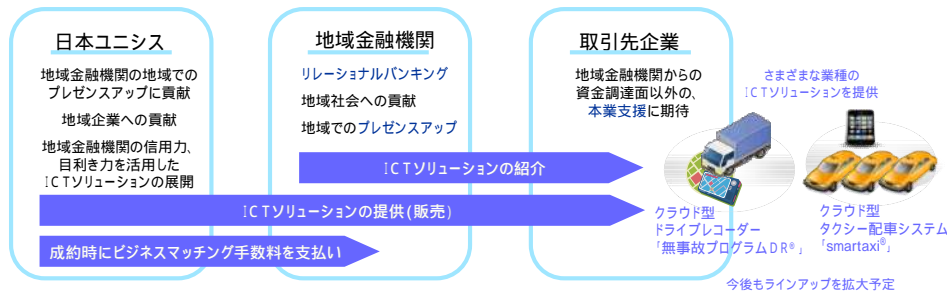 日本ユニシス
地域金融機関の地域での
プレゼンスアップに貢献
地域企業への貢献
地域金融機関の信用力、
目利き力を活用した
ICTソリューションの展開
地域金融機関
リレーショナルバンキング
地域社会への貢献
地域でのプレゼンスアップ
取引先企業
地域金融機関からの
資金調達面以外の、
本業支援に期待
さまざまな業種の
ICTソリューションを提供
ICTソリューションの紹介
ICTソリューションの提供(販売)
成約時にビジネスマッチング手数料を支払い
クラウド型
ドライブレコーダー
「無事故プログラムDR®」
クラウド型
タクシー配車システム
「smartaxi®」
今後もラインアップを拡大予定